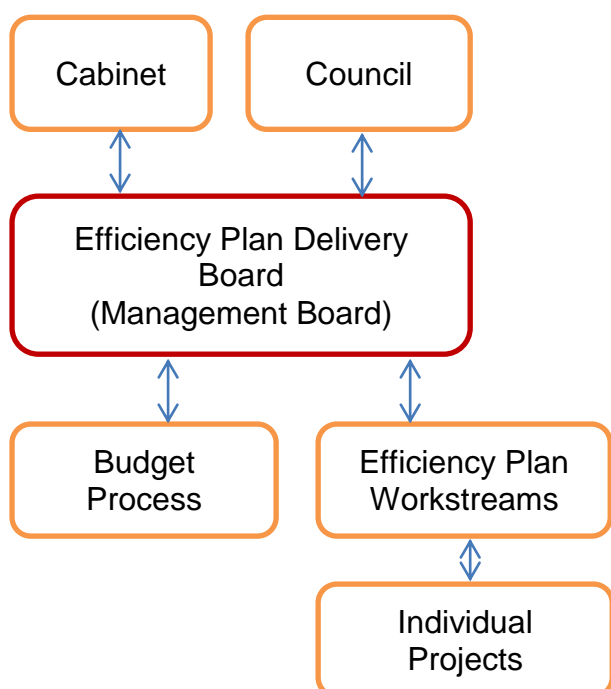 Cabinet
Council
Efficiency Plan Delivery
Board
(Management Board)
Budget
Process
Efficiency Plan
Workstreams
Individual
Projects